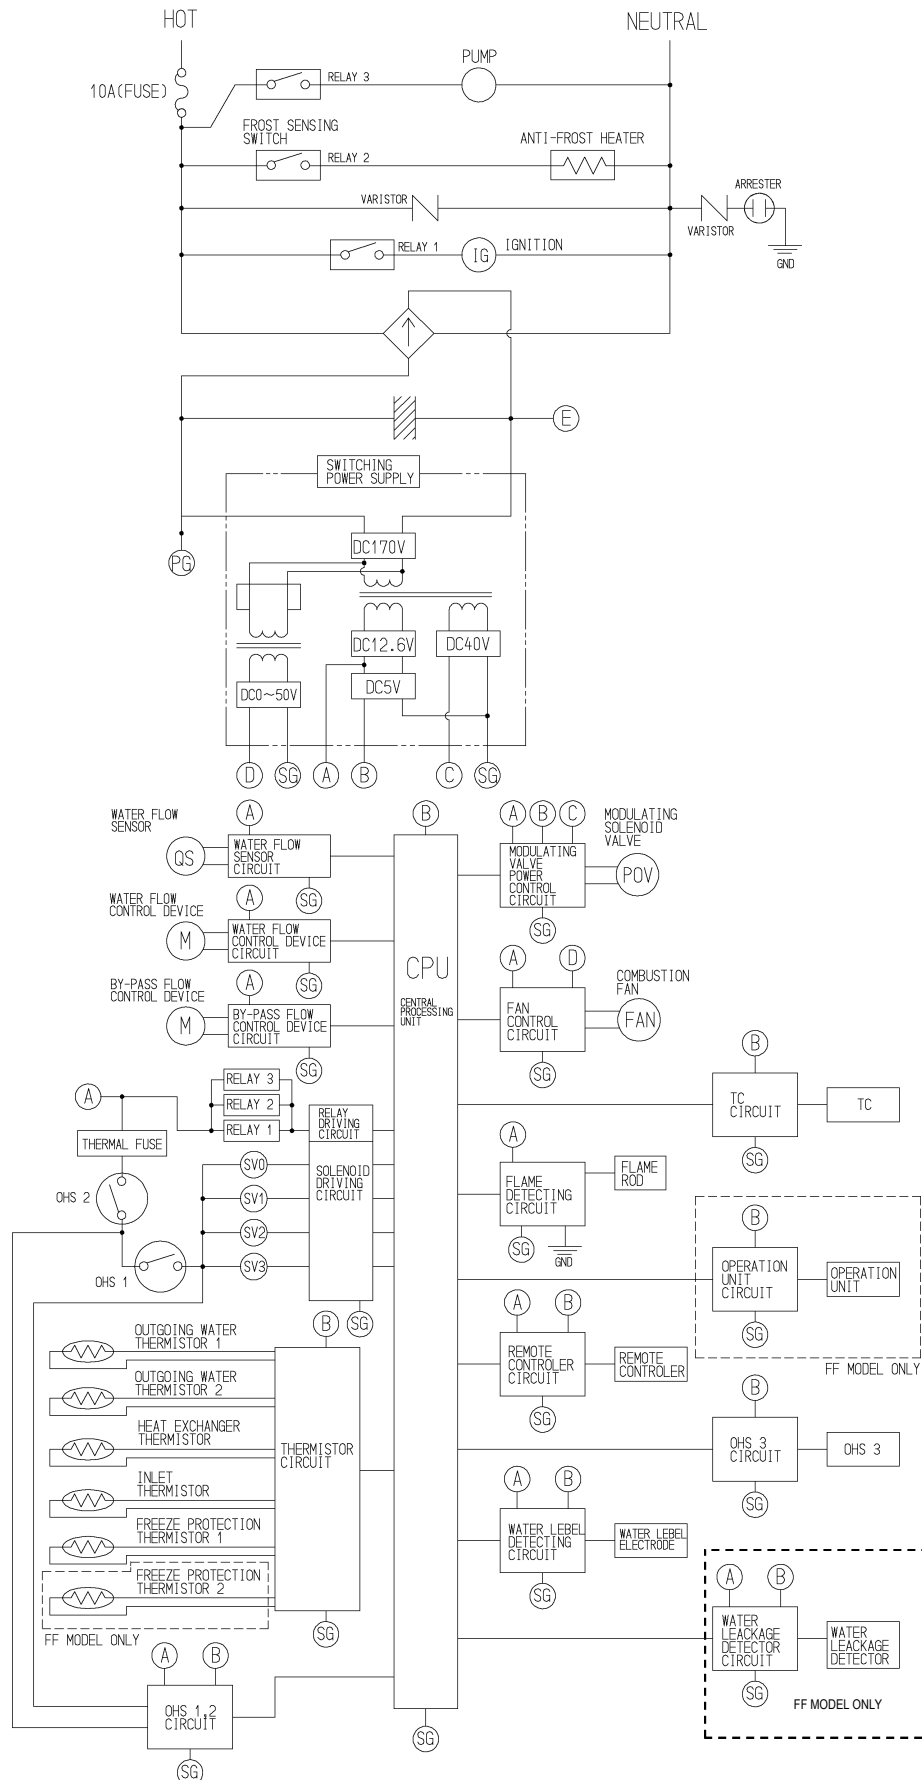 HOT
NEUTRAL
10A(FUSE)
RELAY 3
PUMP
FROST SENSING
SWITCH
RELAY 2
ANTI-FROST HEATER
VARISTOR
VARISTOR
ARRESTER
GND
RELAY 1
IG
IGNITION
E
SWITCHING
POWER SUPPLY
PG
DC170V
DC12.6V
DC40V
DC5V
DC0~50V
D
SG
A
B
C
SG
WATER FLOW
SENSOR
QS
A
WATER FLOW
SENSOR
CIRCUIT
SG
WATER FLOW
CONTROL DEVICE
M
A
WATER FLOW
CONTROL DEVICE
CIRCUIT
SG
BY-PASS FLOW
CONTROL DEVICE
M
A
BY-PASS FLOW
CONTROL DEVICE
CIRCUIT
SG
B
CPU
CENTRAL
PROCESSING
UNIT
SG
A
B
C
MODULATING
VALVE
POWER
CONTROL
CIRCUIT
SG
MODULATING
SOLENOID
VALVE
POV
A
D
FAN
CONTROL
CIRCUIT
SG
COMBUSTION
FAN
FAN
B
TC
CIRCUIT
SG
TC
A
RELAY 3
RELAY 2
RELAY 1
RELAY
DRIVING
CIRCUIT
THERMAL FUSE
OHS 2
OHS 1
SV0
SV1
SV2
SV3
SOLENOID
DRIVING
CIRCUIT
SG
A
FLAME
DETECTING
CIRCUIT
SG
GND
FLAME
ROD
B
OPERATION
UNIT
CIRCUIT
SG
OPERATION
UNIT
FF MODEL ONLY
A
B
REMOTE
CONTROLER
CIRCUIT
SG
REMOTE
CONTROLER
B
OHS 3
CIRCUIT
SG
OHS 3
OUTGOING WATER
THERMISTOR 1
OUTGOING WATER
THERMISTOR 2
HEAT EXCHANGER
THERMISTOR
INLET
THERMISTOR
FREEZE PROTECTION
THERMISTOR 1
FREEZE PROTECTION
THERMISTOR 2
FF MODEL ONLY
B
THERMISTOR
CIRCUIT
SG
A
B
WATER LEBEL
DETECTING
CIRCUIT
SG
WATER LEBEL
ELECTRODE
A
B
WATER
LEACKAGE
DETECTOR
CIRCUIT
SG
WATER
LEACKAGE
DETECTOR
FF MODEL ONLY
A
B
OHS 1,2
CIRCUIT
SG